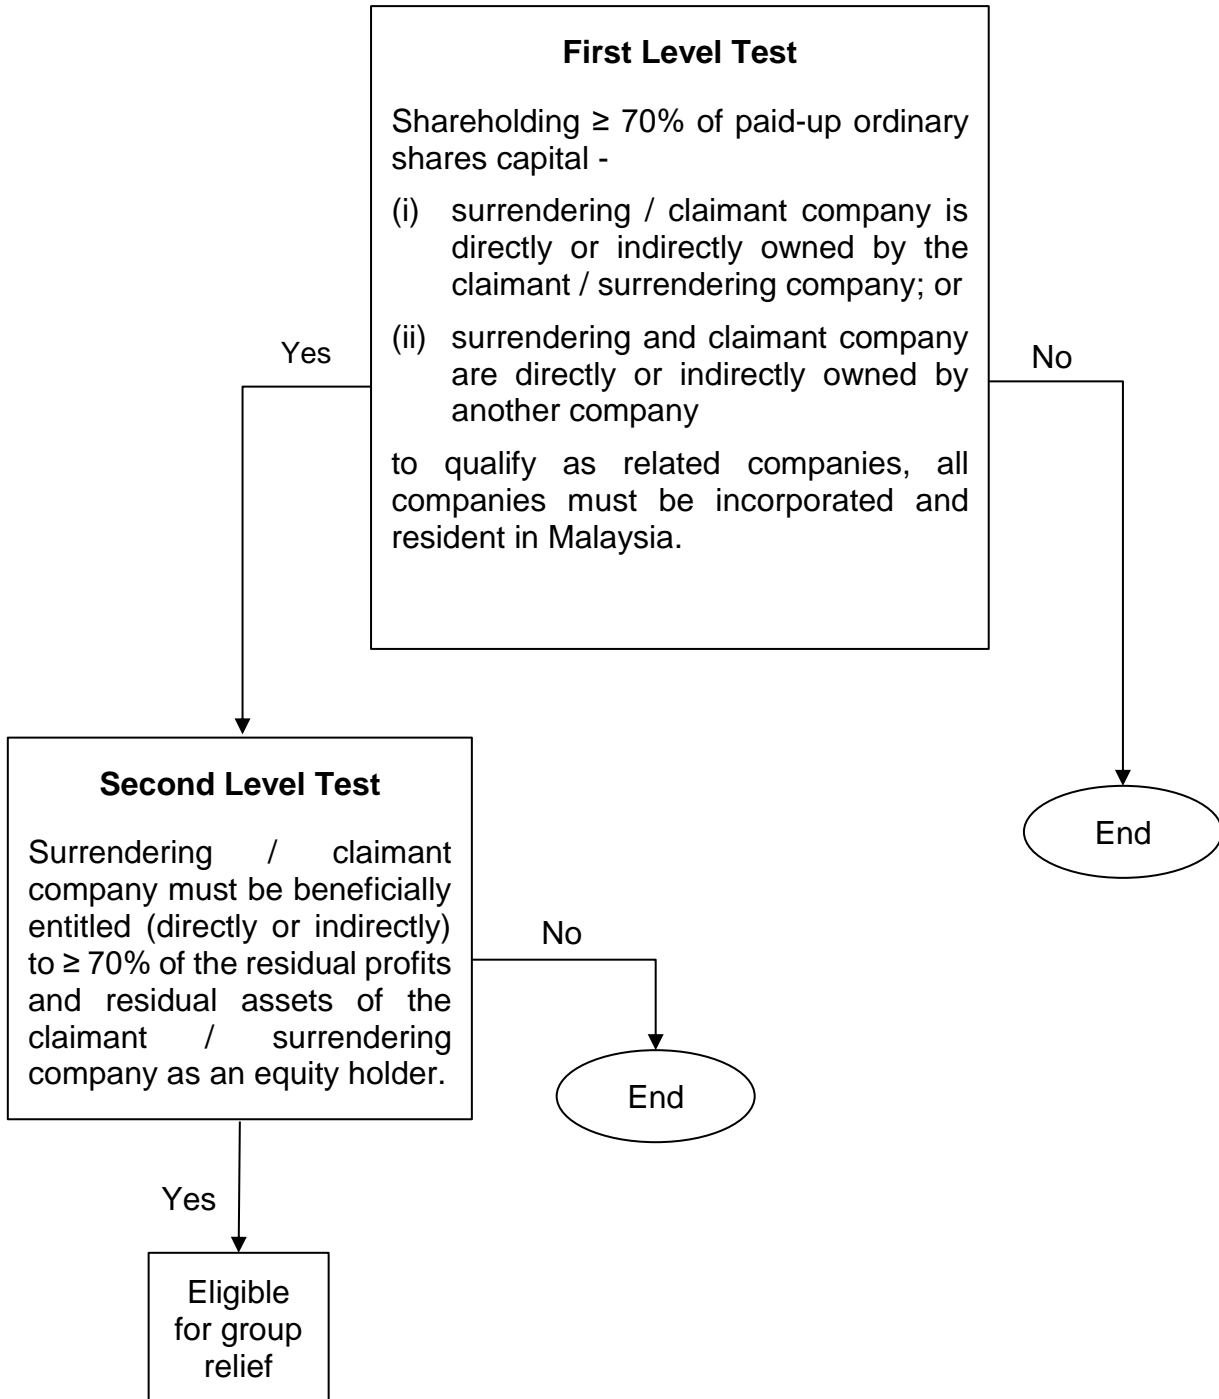 First Level Test
Shareholding ≥ 70% of paid-up ordinary
shares capital -
(i) surrendering / claimant company is
directly or indirectly owned by the
claimant / surrendering company; or
(ii) surrendering and claimant company
are directly or indirectly owned by
another company
to qualify as related companies, all
companies must be incorporated and
resident in Malaysia.
Yes
No
Second Level Test
Surrendering / claimant
company must be beneficially
entitled (directly or indirectly)
to ≥ 70% of the residual profits
and residual assets of the
claimant / surrendering
company as an equity holder.
End
No
End
Yes
Eligible
for group
relief